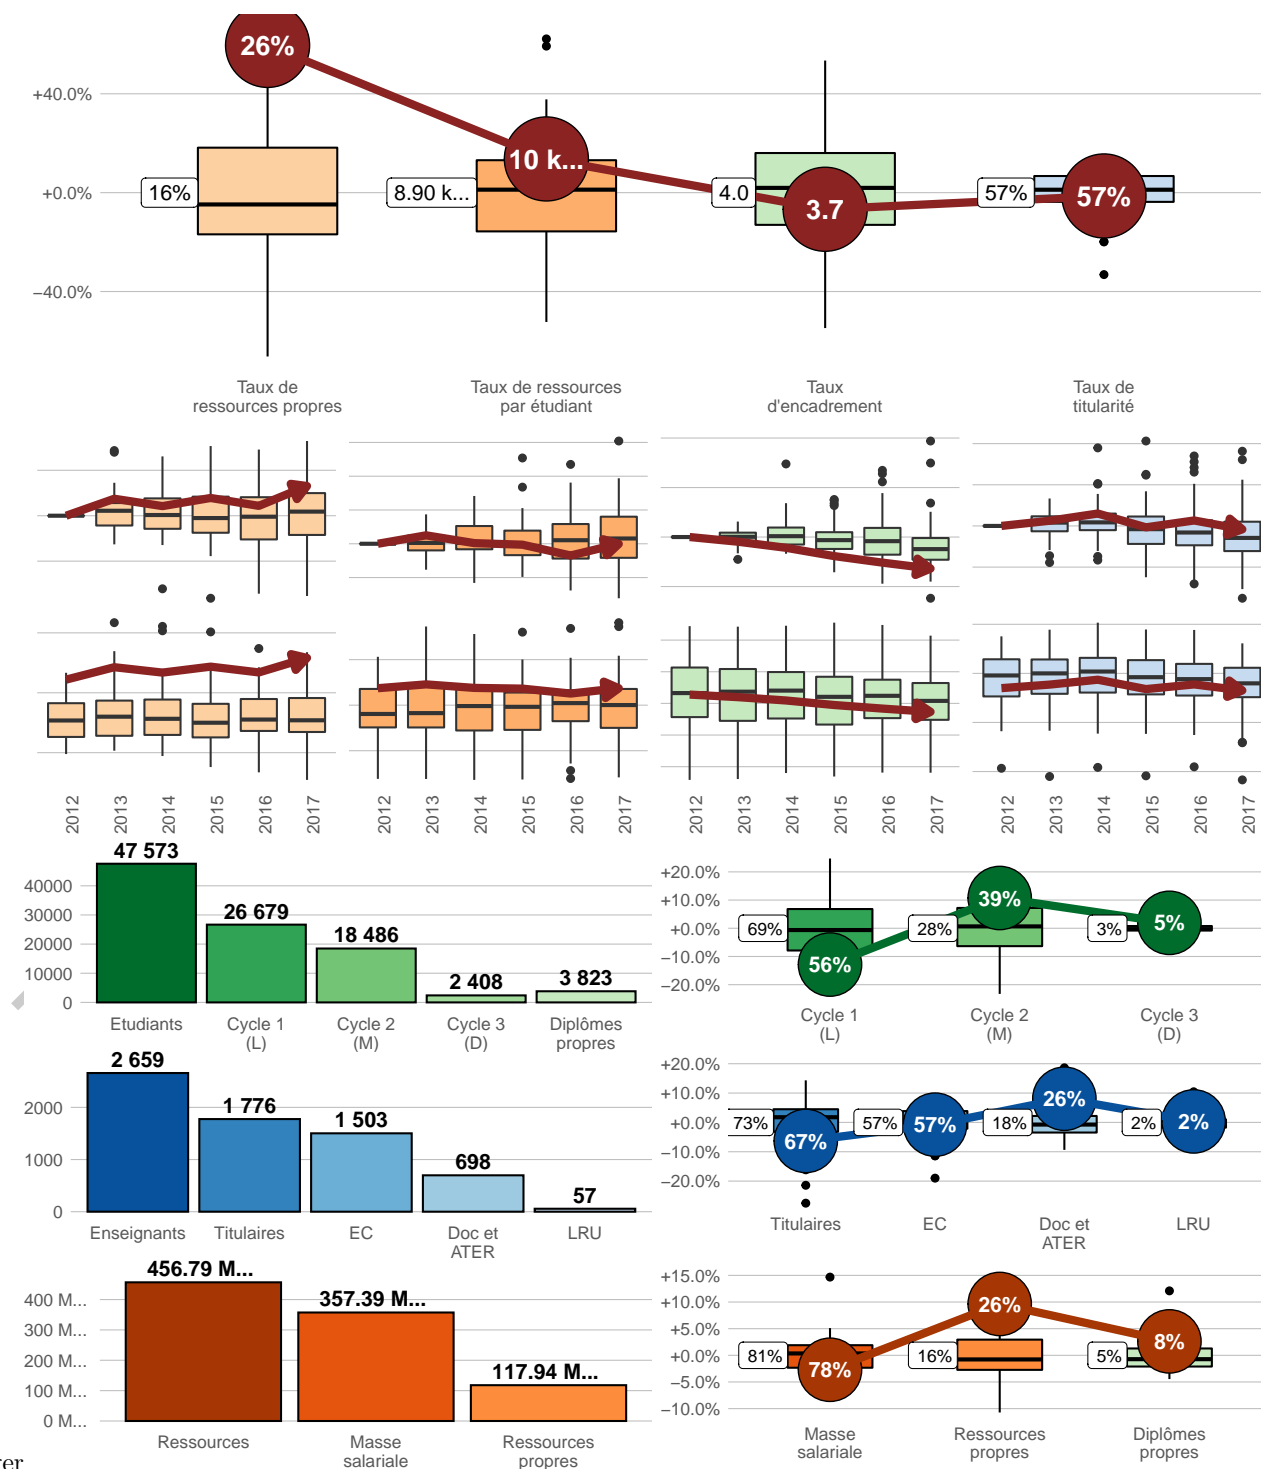 26%
+40.0%
10 k...
16%
8.90 k...
4.0
57%
+0.0%
3.7
57%
−40.0%
Taux de
ressources propres
Taux de ressources
par étudiant
Taux
d'encadrement
Taux de
titularité
2012
2013
2014
2015
2016
2017
2012
2013
2014
2015
2016
2017
2012
2013
2014
2015
2016
2017
2012
2013
2014
2015
2016
2017
47 573
26 679
18 486
2 408
3 823
40000
30000
20000
10000
0
Etudiants
Cycle 1
(L)
Cycle 2
(M)
Cycle 3
(D)
Diplômes
propres
+20.0%
+10.0%
+0.0%
−10.0%
−20.0%
69%
56%
28%
39%
3%
5%
Cycle 1
(L)
Cycle 2
(M)
Cycle 3
(D)
2 659
1 776
1 503
698
57
2000
1000
0
Enseignants
Titulaires
EC
Doc et
ATER
LRU
+20.0%
+10.0%
+0.0%
−10.0%
−20.0%
73%
67%
57%
57%
18%
26%
2%
2%
Titulaires
EC
Doc et
ATER
LRU
456.79 M...
357.39 M...
117.94 M...
400 M...
300 M...
200 M...
100 M...
0 M...
Ressources
Masse
salariale
Ressources
propres
+15.0%
+10.0%
+5.0%
+0.0%
−5.0%
−10.0%
81%
78%
16%
26%
5%
8%
Masse
salariale
Ressources
propres
Diplômes
propres